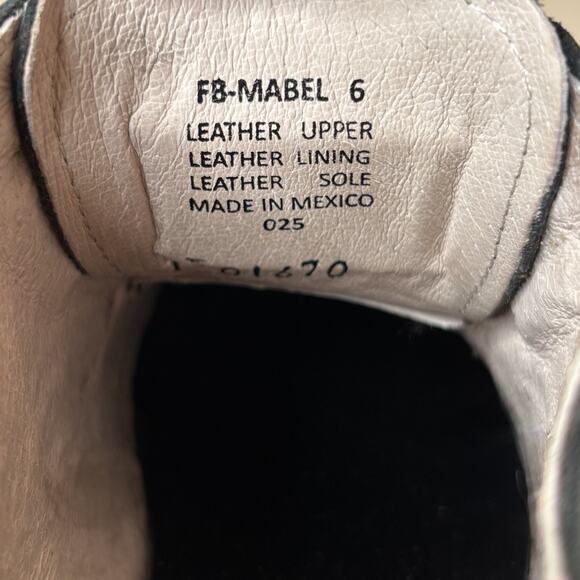 FB-MABEL 6
LEATHER UPPER
LEATHER LINING
LEATHER SOLE
MADE IN MEXICO
025